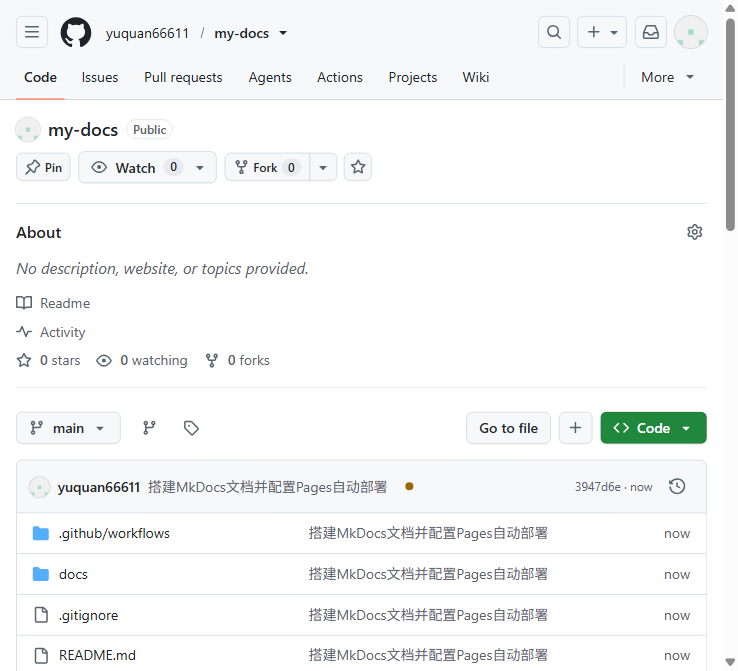 yuquan66611 / my-docs
Code Issues Pull requests Agents Actions Projects Wiki More
my-docs Public
Pin Watch 0 Fork 0
About
No description, website, or topics provided.
Readme
Activity
0 stars 0 watching 0 forks
main Go to file Code
yuquan66611 搭建MkDocs文档并配置Pages自动部署 3947d6e · now
.github/workflows 搭建MkDocs文档并配置Pages自动部署 now
docs 搭建MkDocs文档并配置Pages自动部署 now
.gitignore 搭建MkDocs文档并配置Pages自动部署 now
README.md 搭建MkDocs文档并配置Pages自动部署 now